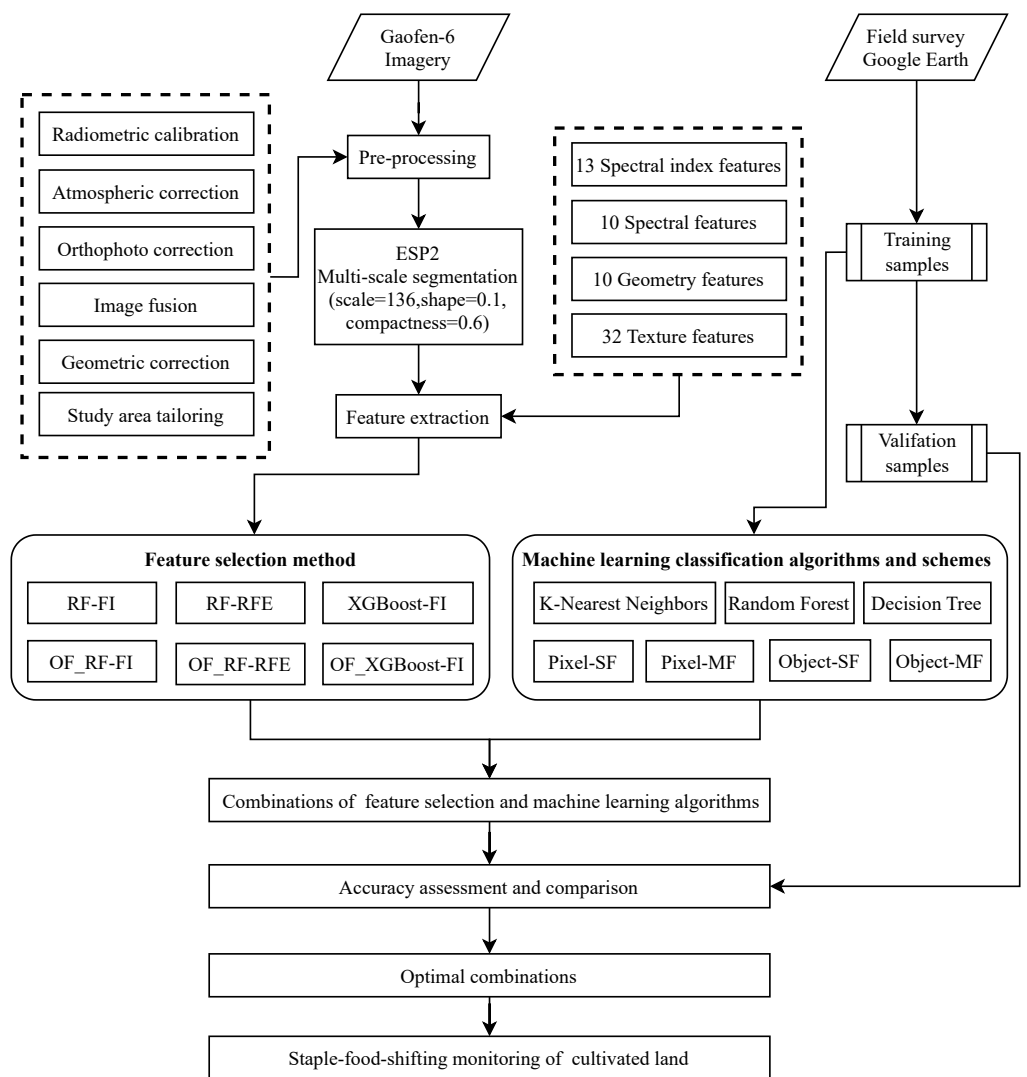 Gaofen-6
Imagery
Field survey
Google Earth
Radiometric calibration
Atmospheric correction
Orthophoto correction
Image fusion
Geometric correction
Study area tailoring
Pre-processing
ESP2
Multi-scale segmentation
(scale=136,shape=0.1,
compactness=0.6)
Feature extraction
13 Spectral index features
10 Spectral features
10 Geometry features
32 Texture features
Training
samples
Valifation
samples
Feature selection method
RF-FI
RF-RFE
XGBoost-FI
OF_RF-FI
OF_RF-RFE
OF_XGBoost-FI
Machine learning classification algorithms and schemes
K-Nearest Neighbors
Random Forest
Decision Tree
Pixel-SF
Pixel-MF
Object-SF
Object-MF
Combinations of feature selection and machine learning algorithms
Accuracy assessment and comparison
Optimal combinations
Staple-food-shifting monitoring of cultivated land